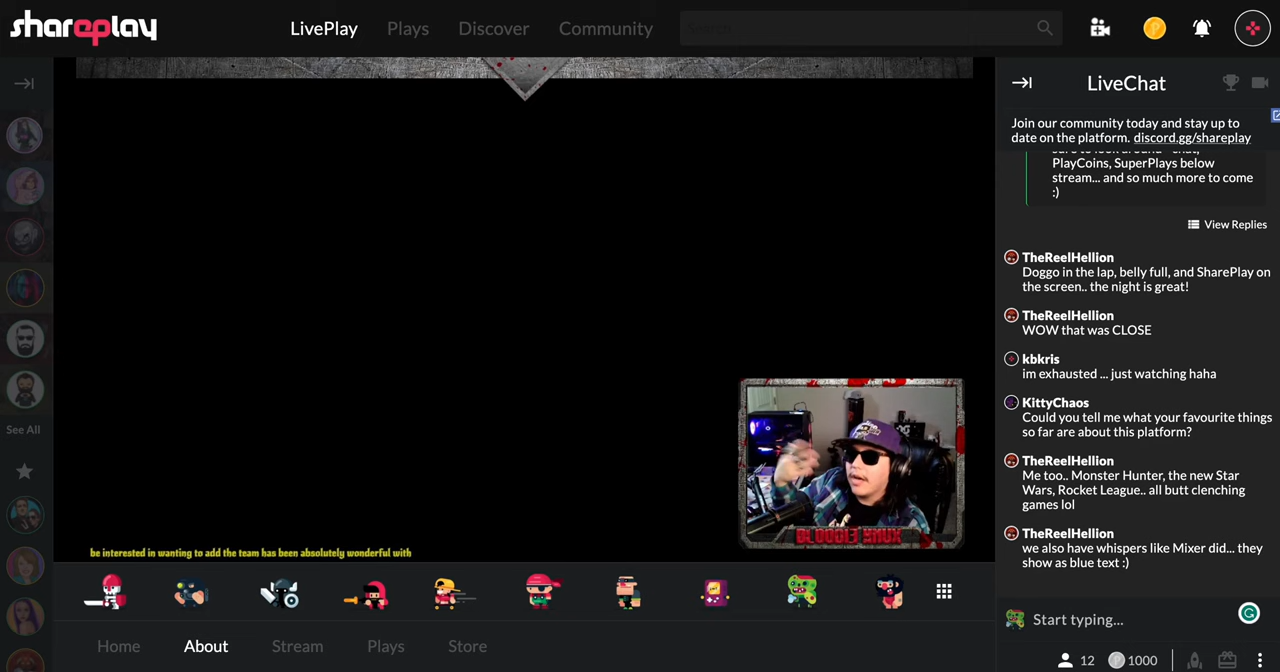 shareplay
LivePlay
Plays
Discover
Community
LiveChat
Join our community today and stay up to
date on the platform. discord.gg/shareplay
PlayCoins, SuperPlays below
stream... and so much more to come
:)
View Replies
TheReelHellion
Doggo in the lap, belly full, and SharePlay on
the screen.. the night is great!
TheReelHellion
WOW that was CLOSE
kbkris
im exhausted ... just watching haha
KittyChaos
Could you tell me what your favourite things
so far are about this platform?
TheReelHellion
Me too.. Monster Hunter, the new Star
Wars, Rocket League.. all butt clenching
games lol
TheReelHellion
we also have whispers like Mixer did... they
show as blue text :)
Start typing...
12
1000
See All
be interested in wanting to add the team has been absolutely wonderful with
Home
About
Stream
Plays
Store